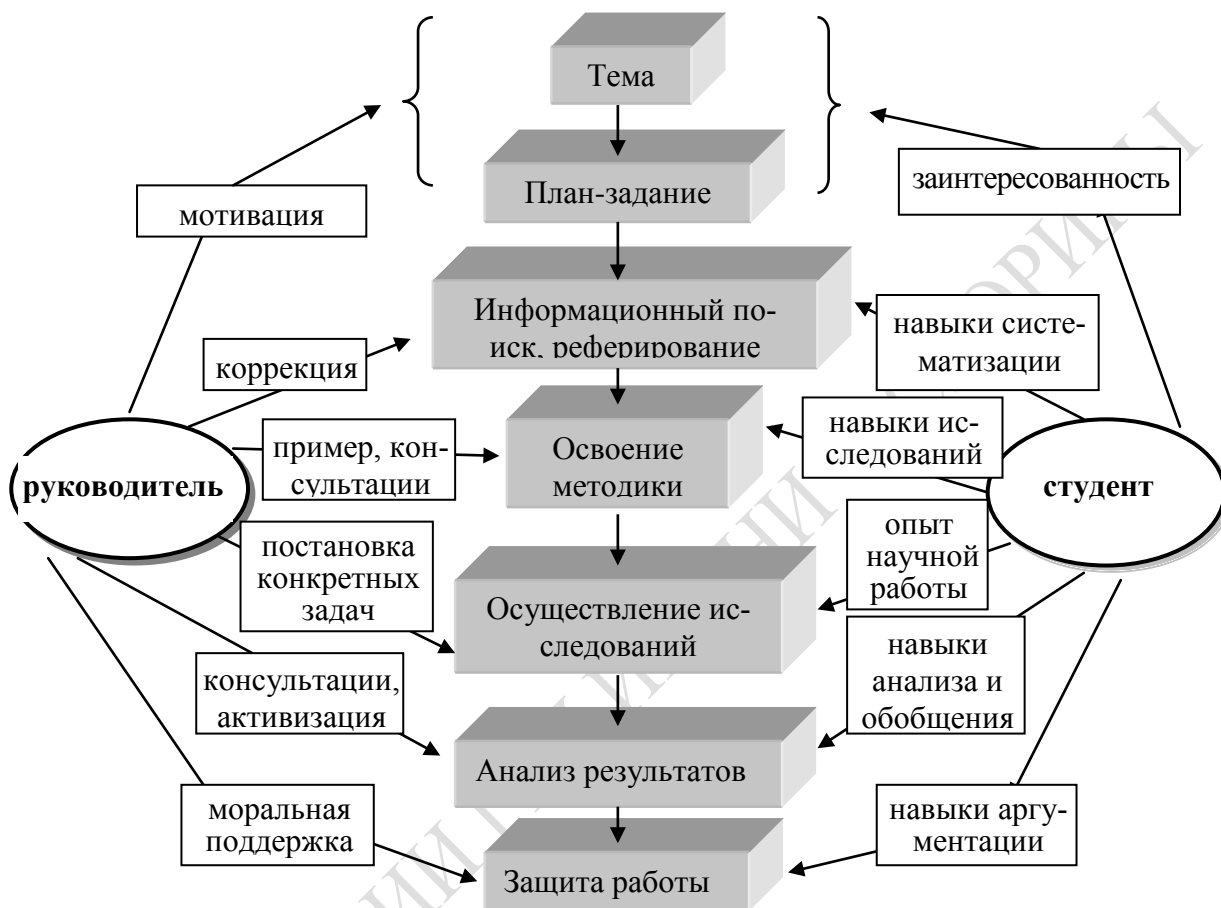 Тема
План-задание
мотивация
заинтересованность
Информационный по-
иск, реферирование
коррекция
навыки систе-
матизации
Освоение
методики
пример, кон-
сультации
навыки ис-
следований
руководитель
студент
постановка
конкретных
задач
опыт
научной
работы
Осуществление ис-
следований
консультации,
активизация
навыки
анализа и
обобщения
Анализ результатов
моральная
поддержка
навыки аргу-
ментации
Защита работы